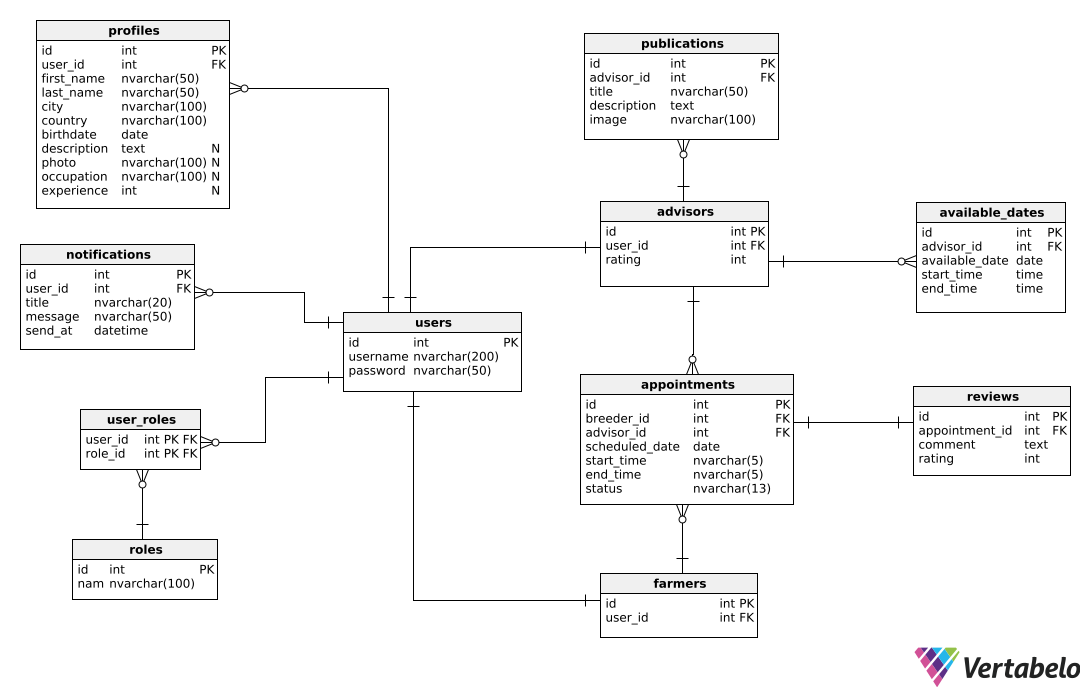 profiles
id int PK
user_id int FK
first_name nvarchar(50)
last_name nvarchar(50)
city nvarchar(100)
country nvarchar(100)
birthdate date
description text N
photo nvarchar(100) N
occupation nvarchar(100) N
experience int N
publications
id int PK
advisor_id int FK
title nvarchar(50)
description text
image nvarchar(100)
advisors
id int PK
user_id int FK
rating int
available_dates
id int PK
advisor_id int FK
available_date date
start_time time
end_time time
notifications
id int PK
user_id int FK
title nvarchar(20)
message nvarchar(50)
send_at datetime
users
id int PK
username nvarchar(200)
password nvarchar(50)
appointments
id int PK
breeder_id int FK
advisor_id int FK
scheduled_date date
start_time nvarchar(5)
end_time nvarchar(5)
status nvarchar(13)
reviews
id int PK
appointment_id int FK
comment text
rating int
user_roles
user_id int PK FK
role_id int PK FK
roles
id int PK
nam nvarchar(100)
farmers
id int PK
user_id int FK
Vertabelo